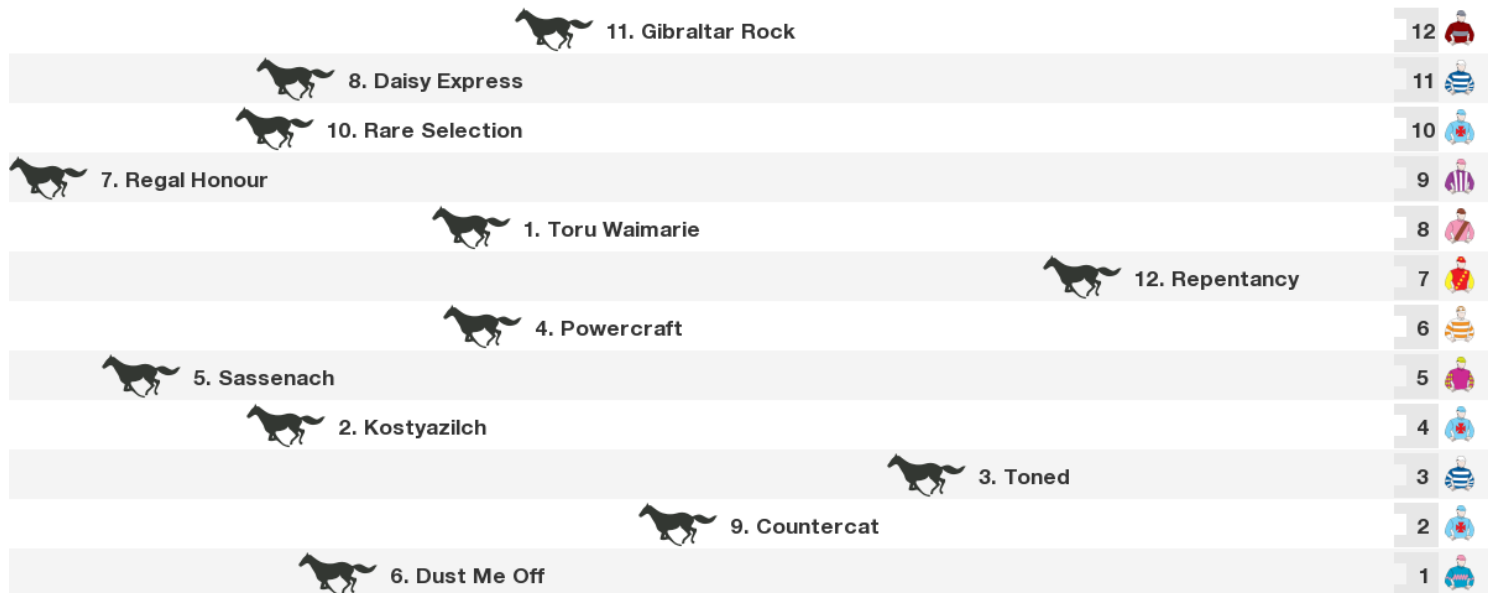 11. Gibraltar Rock 12
8. Daisy Express 11
10. Rare Selection 10
7. Regal Honour 9
1. Toru Waimarie 8
12. Repentancy 7
4. Powercraft 6
5. Sassenach 5
2. Kostyazilch 4
3. Toned 3
9. Countercat 2
6. Dust Me Off 1